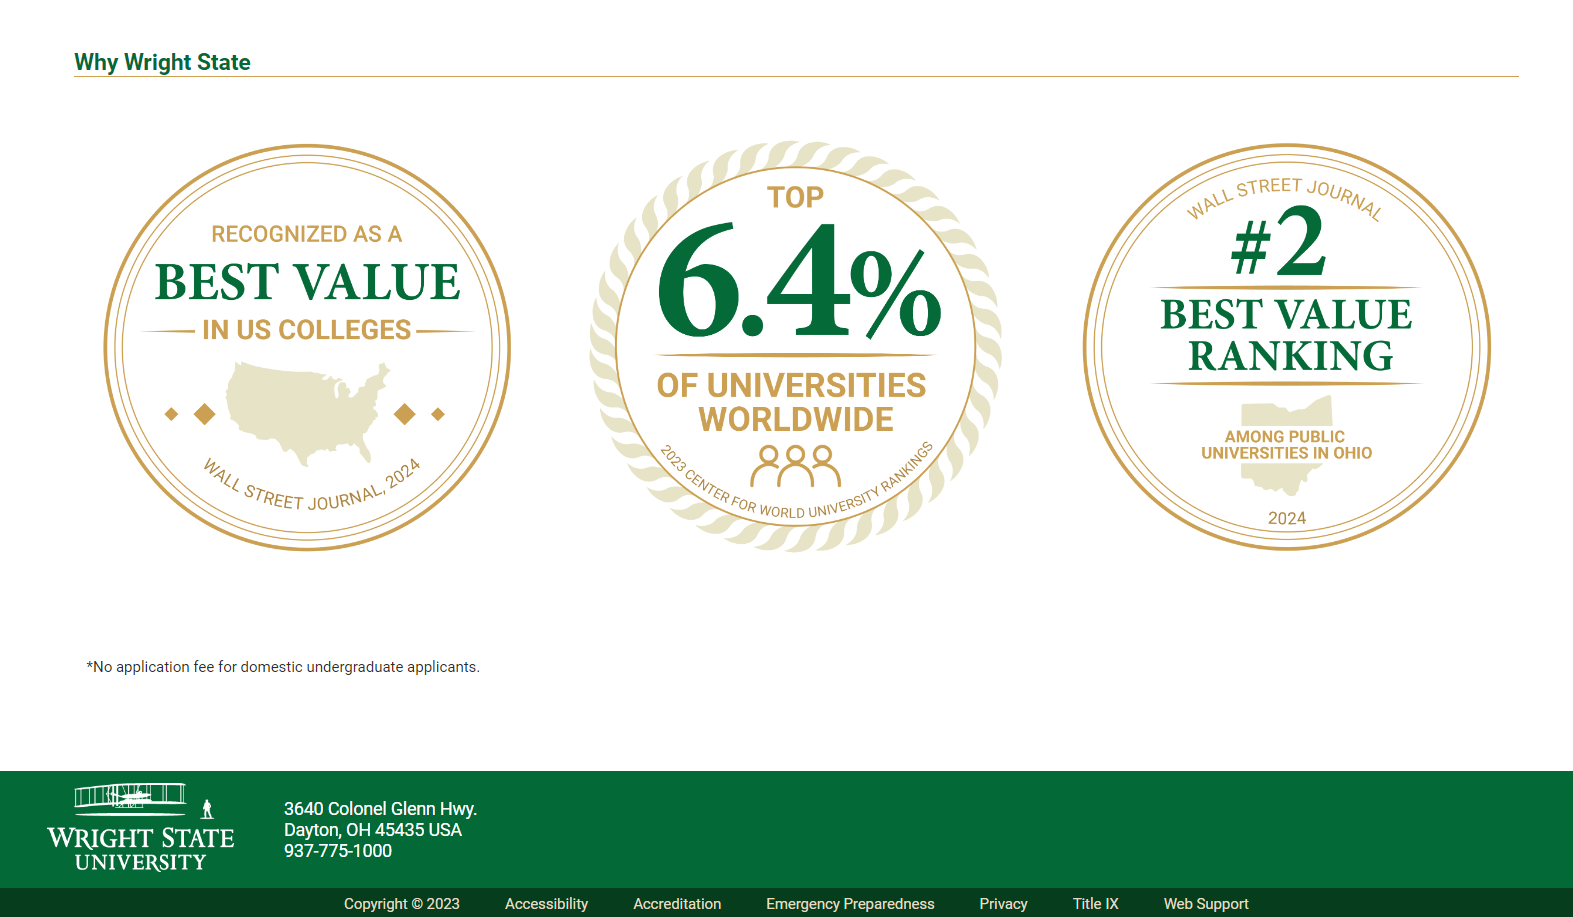 Why Wright State
RECOGNIZED AS A
BEST VALUE
IN US COLLEGES
WALL STREET JOURNAL, 2024
TOP
6.4%
OF UNIVERSITIES
WORLDWIDE
2023 CENTER FOR WORLD UNIVERSITY RANKINGS
WALL STREET JOURNAL
#2
BEST VALUE
RANKING
AMONG PUBLIC
UNIVERSITIES IN OHIO
2024
*No application fee for domestic undergraduate applicants.
WRIGHT STATE
UNIVERSITY
3640 Colonel Glenn Hwy.
Dayton, OH 45435 USA
937-775-1000
Copyright © 2023 Accessibility Accreditation Emergency Preparedness Privacy Title IX Web Support